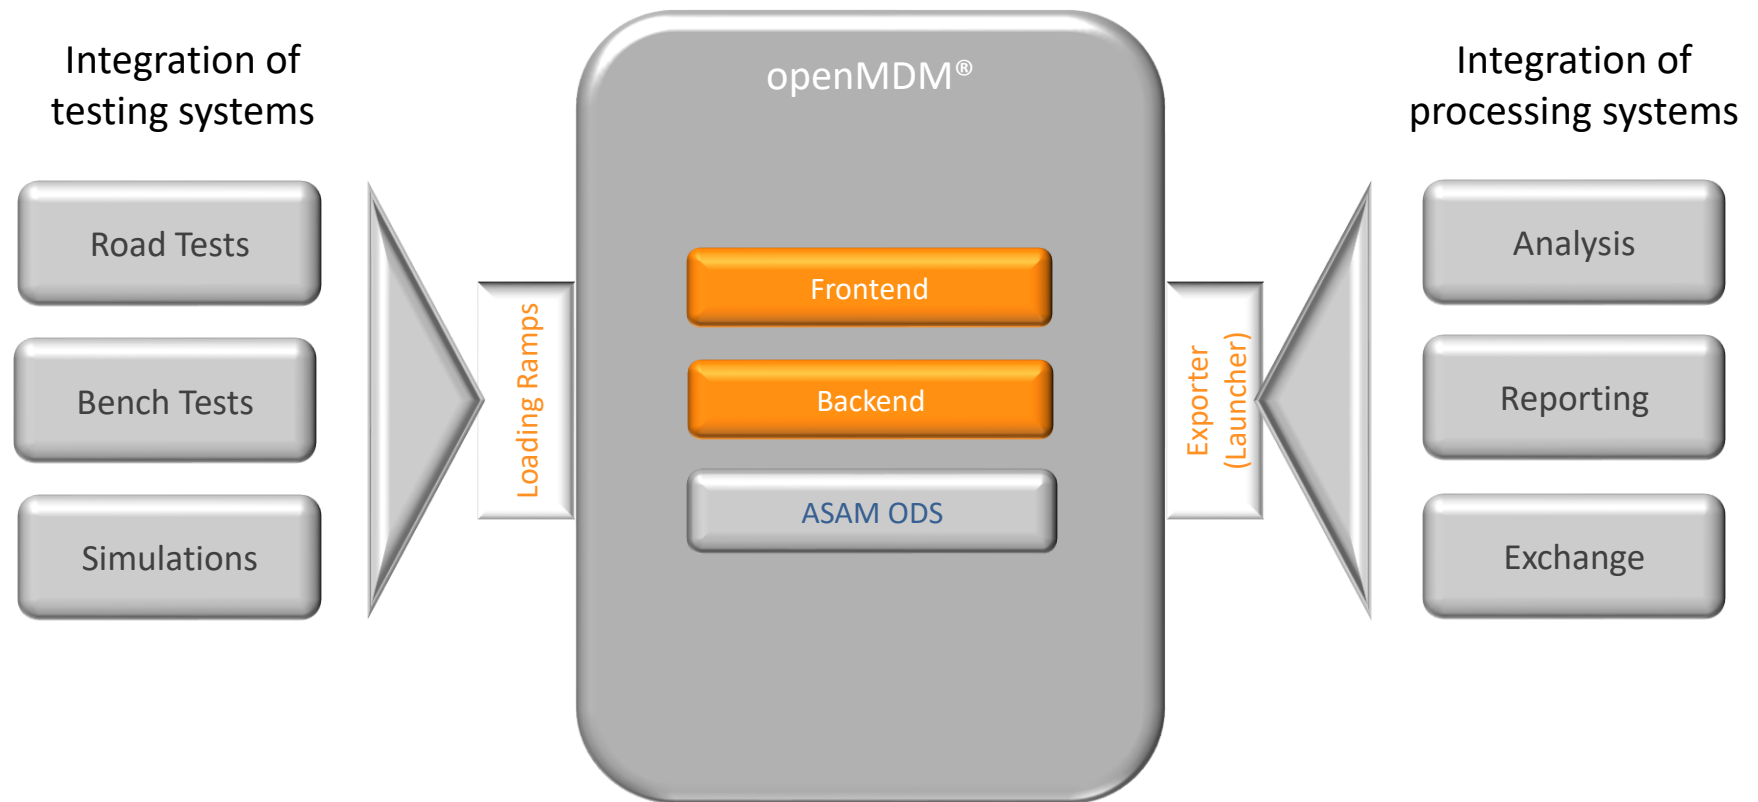 Integration of
testing systems
Road Tests
Bench Tests
Simulations
Loading Ramps
openMDM®
Frontend
Backend
ASAM ODS
Exporter
(Launcher)
Integration of
processing systems
Analysis
Reporting
Exchange